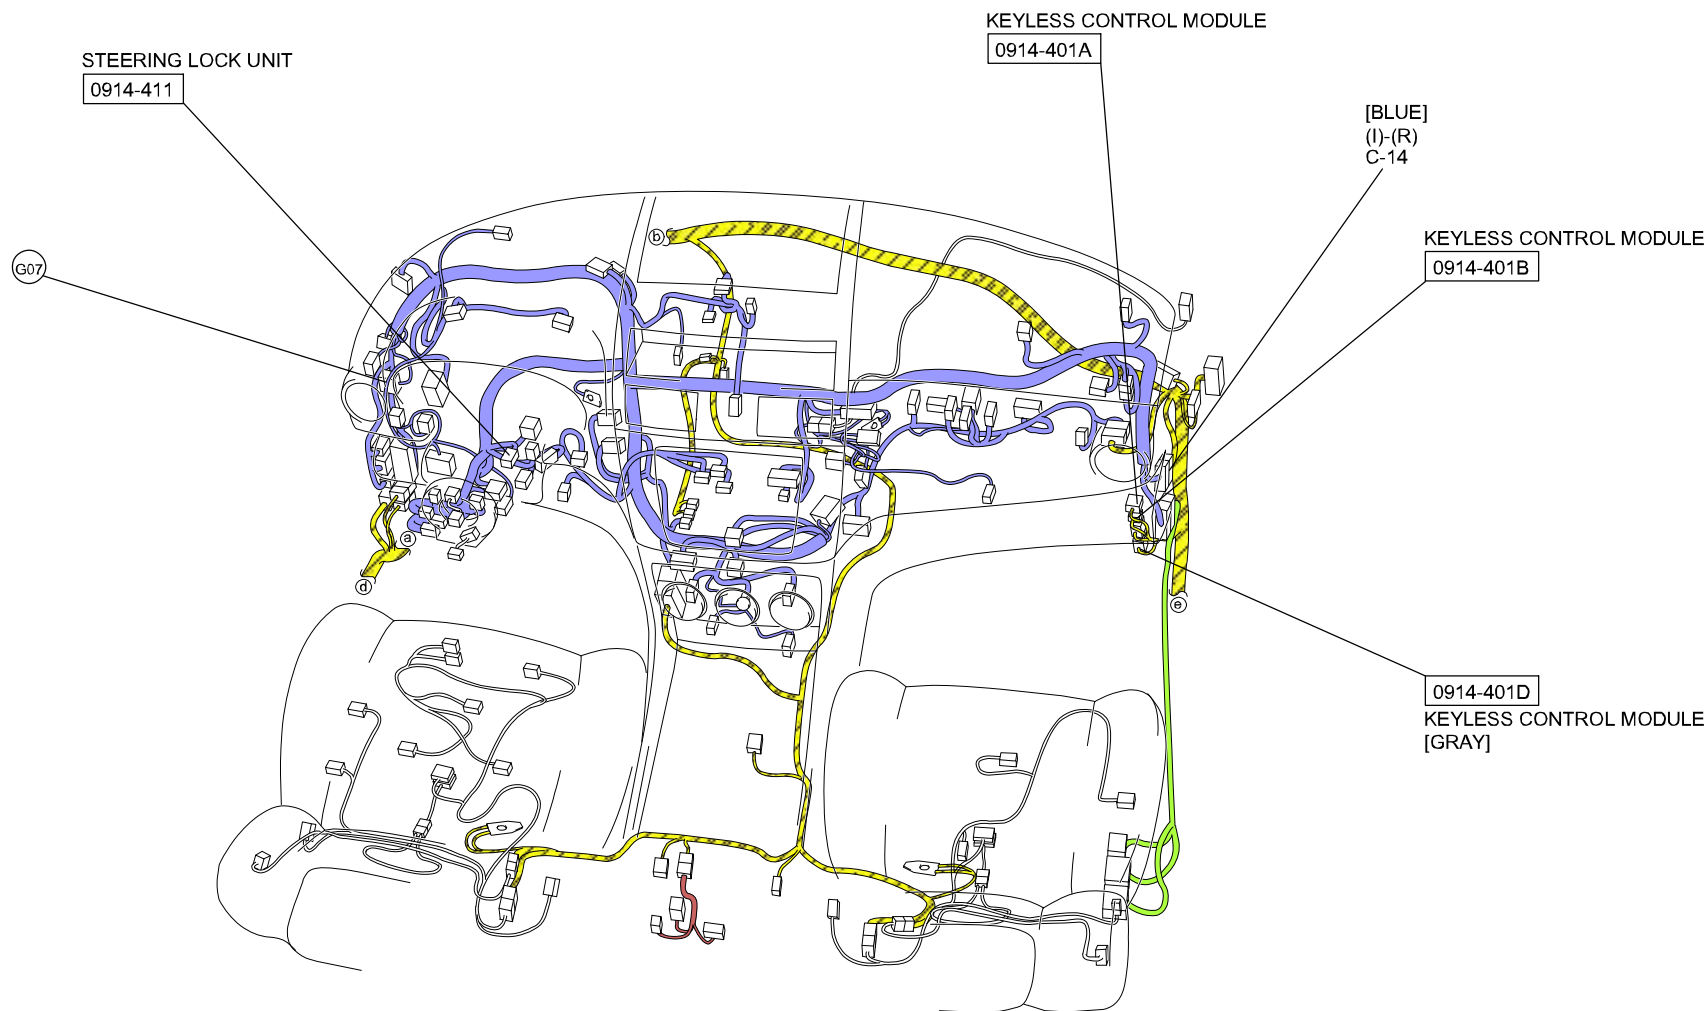 KEYLESS CONTROL MODULE
0914-401A
STEERING LOCK UNIT
0914-411
[BLUE]
(I)-(R)
C-14
KEYLESS CONTROL MODULE
0914-401B
G07
b
a
d
e
0914-401D
KEYLESS CONTROL MODULE
[GRAY]